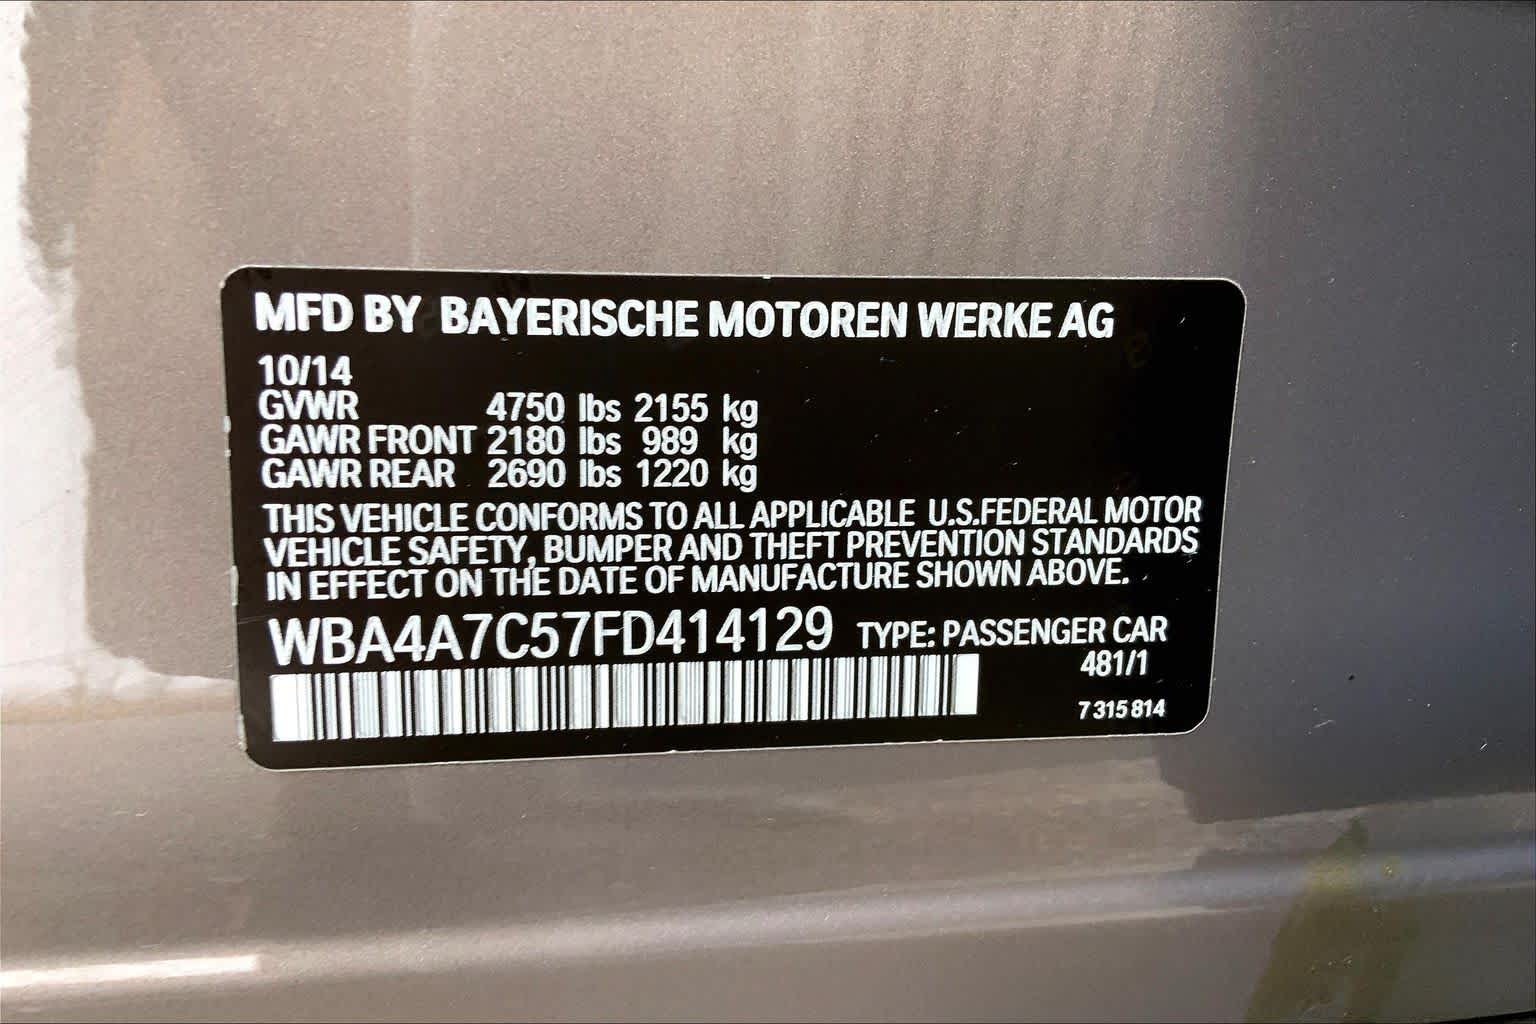 MFD BY BAYERISCHE MOTOREN WERKE AG
10/14
GVWR 4750 lbs 2155 kg
GAWR FRONT 2180 lbs 989 kg
GAWR REAR 2690 lbs 1220 kg
THIS VEHICLE CONFORMS TO ALL APPLICABLE U.S.FEDERAL MOTOR
VEHICLE SAFETY, BUMPER AND THEFT PREVENTION STANDARDS
IN EFFECT ON THE DATE OF MANUFACTURE SHOWN ABOVE.
WBA4A7C57FD414129 TYPE: PASSENGER CAR
481/1
7 315 814